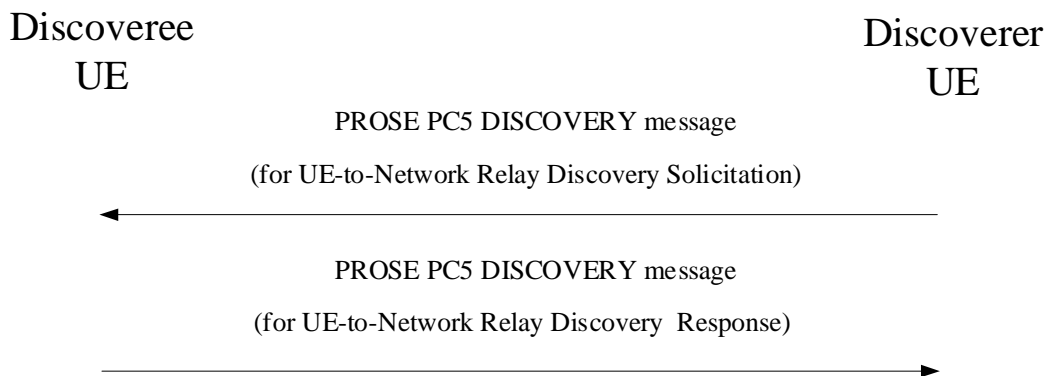 Discoveree
UE
Discoverer
UE
PROSE PC5 DISCOVERY message
(for UE-to-Network Relay Discovery Solicitation)
PROSE PC5 DISCOVERY message
(for UE-to-Network Relay Discovery  Response)